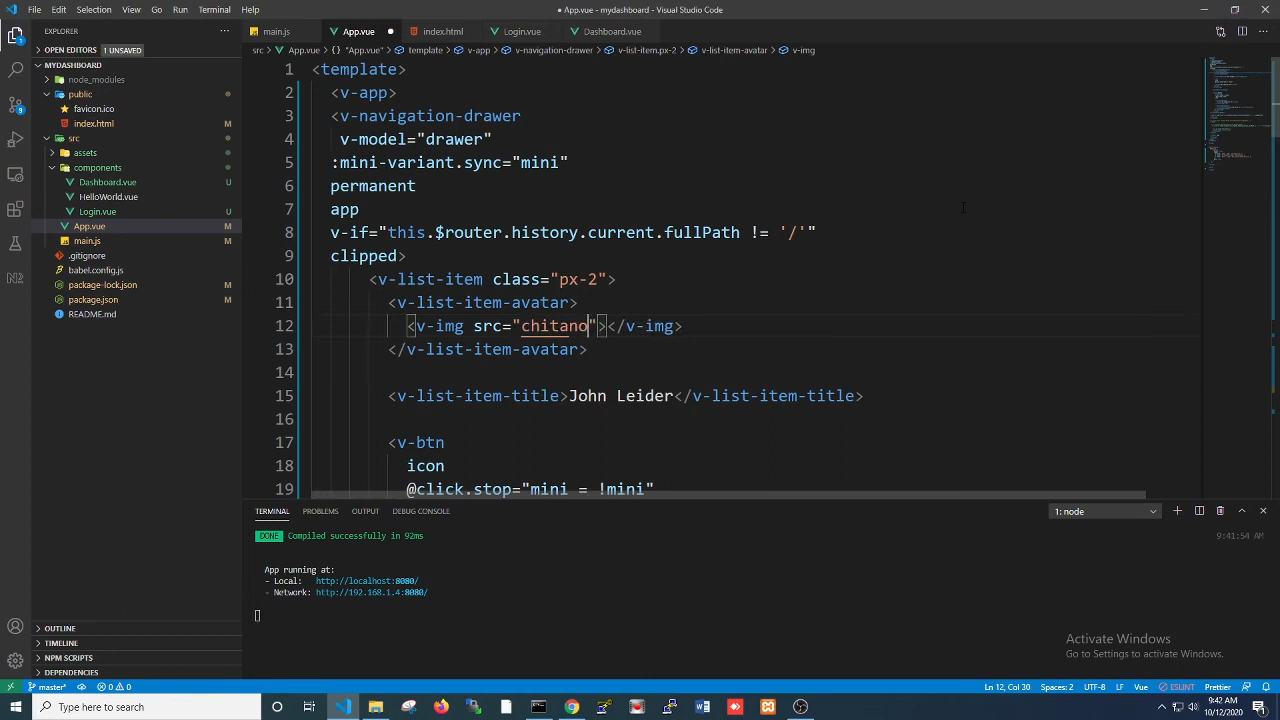 File Edit Selection View Go Run Terminal Help
● App.vue - mydashboard - Visual Studio Code
EXPLORER
main.js App.vue ● index.html Login.vue Dashboard.vue
OPEN EDITORS 1 UNSAVED
src > App.vue > {} "App.vue" > template > v-app > v-navigation-drawer > v-list-item.px-2 > v-list-item-avatar > v-img
MYDASHBOARD
node_modules
public
favicon.ico
index.html M
src
assets
components
Dashboard.vue U
HelloWorld.vue
Login.vue U
App.vue M
main.js M
.gitignore
babel.config.js
package-lock.json M
package.json M
README.md
1 <template>
2 <v-app>
3 <v-navigation-drawer
4 v-model="drawer"
5 :mini-variant.sync="mini"
6 permanent
7 app
8 v-if="this.$router.history.current.fullPath != '/'"
9 clipped>
10 <v-list-item class="px-2">
11 <v-list-item-avatar>
12 <v-img src="chitano"></v-img>
13 </v-list-item-avatar>
14
15 <v-list-item-title>John Leider</v-list-item-title>
16
17 <v-btn
18 icon
19 @click.stop="mini = !mini"
TERMINAL PROBLEMS OUTPUT DEBUG CONSOLE
1: node
DONE Compiled successfully in 92ms
9:41:54 AM
App running at:
- Local: http://localhost:8080/
- Network: http://192.168.1.4:8080/
Activate Windows
Go to Settings to activate Windows.
OUTLINE
TIMELINE
NPM SCRIPTS
DEPENDENCIES
master* 0 0
Ln 12, Col 30 Spaces: 2 UTF-8 LF Vue ESLINT Prettier
9
N2
Type here to search
9:42 AM
10/12/2020